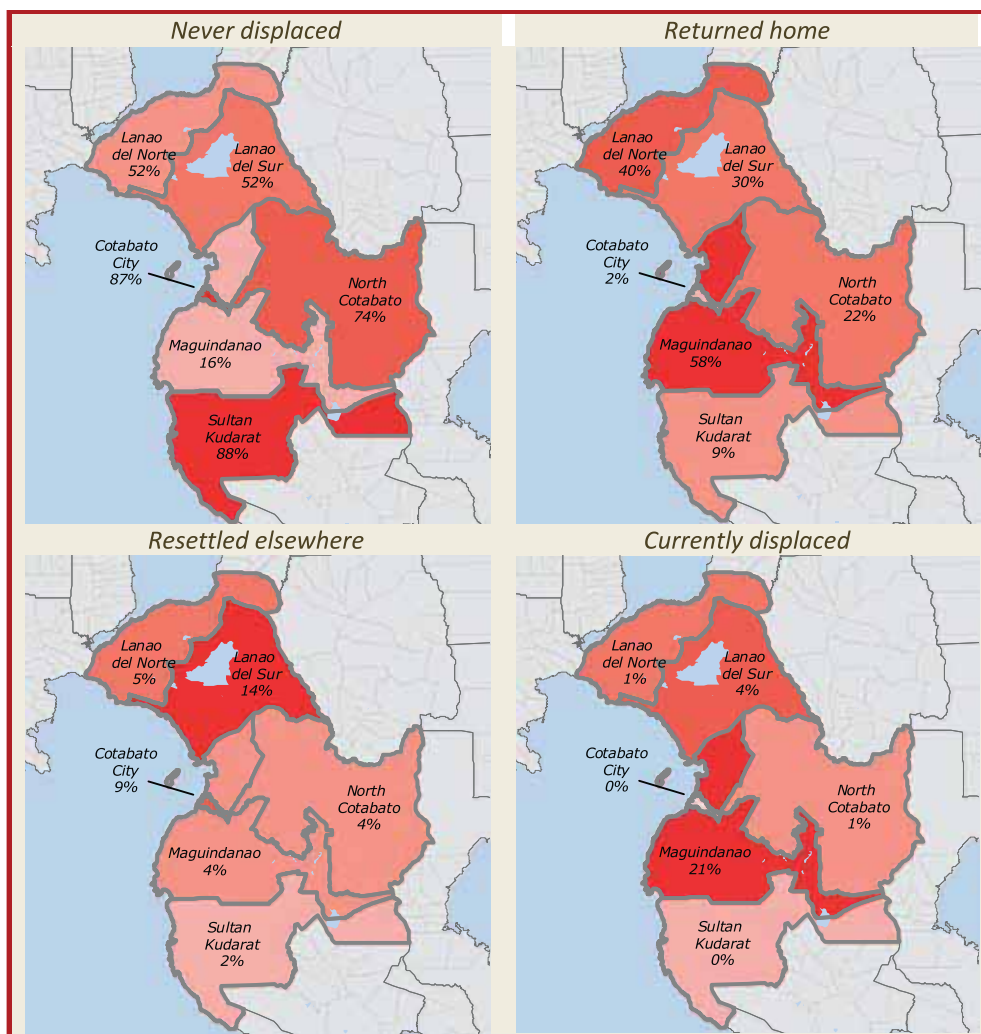 Never displaced
Lanao
del Norte
52%
Lanao
del Sur
52%
Cotabato
City
87%
North
Cotabato
74%
Maguindanao
16%
Sultan
Kudarat
88%
Returned home
Lanao
del Norte
40%
Lanao
del Sur
30%
Cotabato
City
2%
North
Cotabato
22%
Maguindanao
58%
Sultan
Kudarat
9%
Resettled elsewhere
Lanao
del Norte
5%
Lanao
del Sur
14%
Cotabato
City
9%
North
Cotabato
4%
Maguindanao
4%
Sultan
Kudarat
2%
Currently displaced
Lanao
del Norte
1%
Lanao
del Sur
4%
Cotabato
City
0%
North
Cotabato
1%
Maguindanao
21%
Sultan
Kudarat
0%